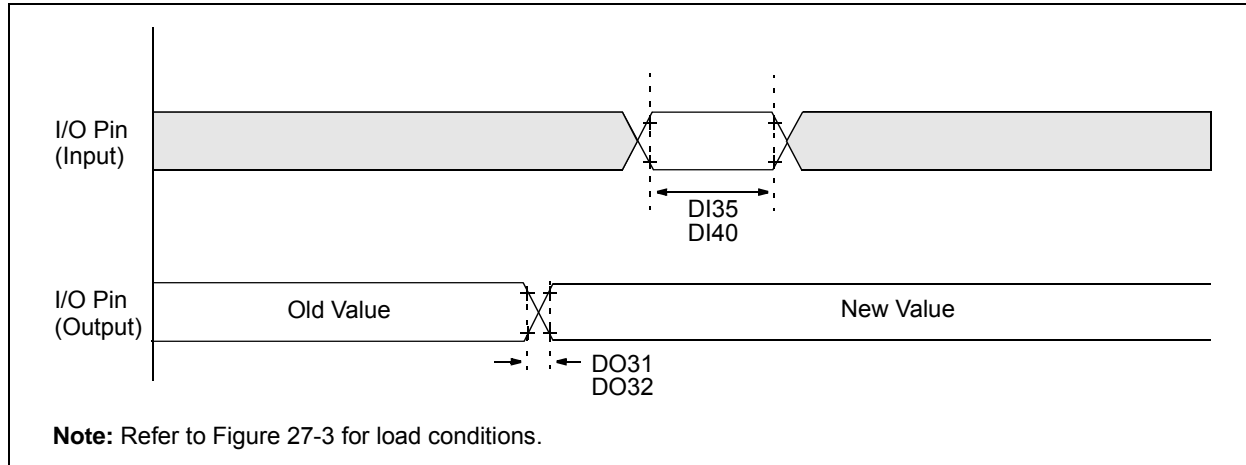 I/O Pin
(Input)
DI35
DI40
I/O Pin
(Output)
Old Value
New Value
DO31
DO32
Note: Refer to Figure 27-3 for load conditions.